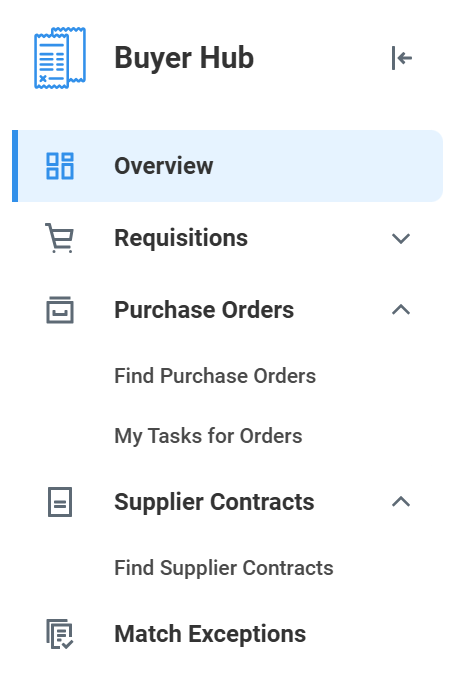 Buyer Hub
Overview
Requisitions
Purchase Orders
Find Purchase Orders
My Tasks for Orders
Supplier Contracts
Find Supplier Contracts
Match Exceptions